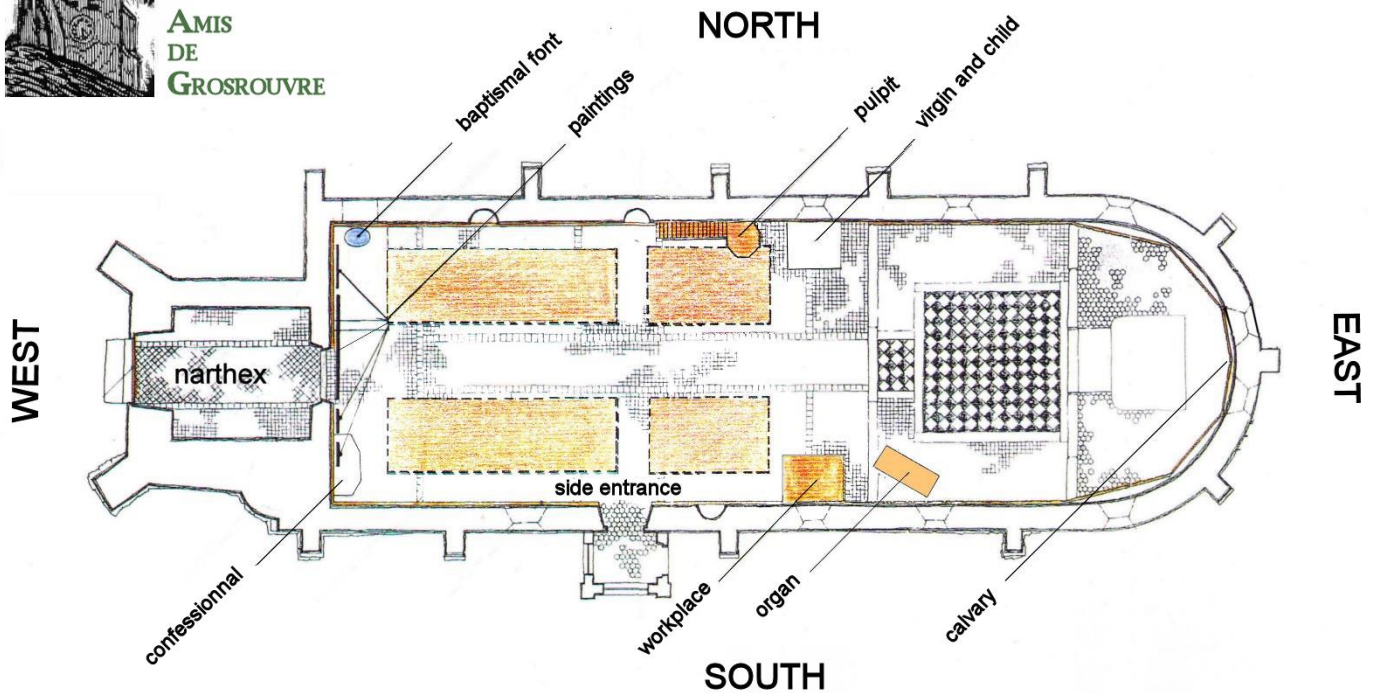 AMIS
DE
GROSROUVRE
NORTH
baptismal font
paintings
pulpit
virgin and child
WEST
narthex
EAST
side entrance
confessionnal
workplace
organ
calvary
SOUTH